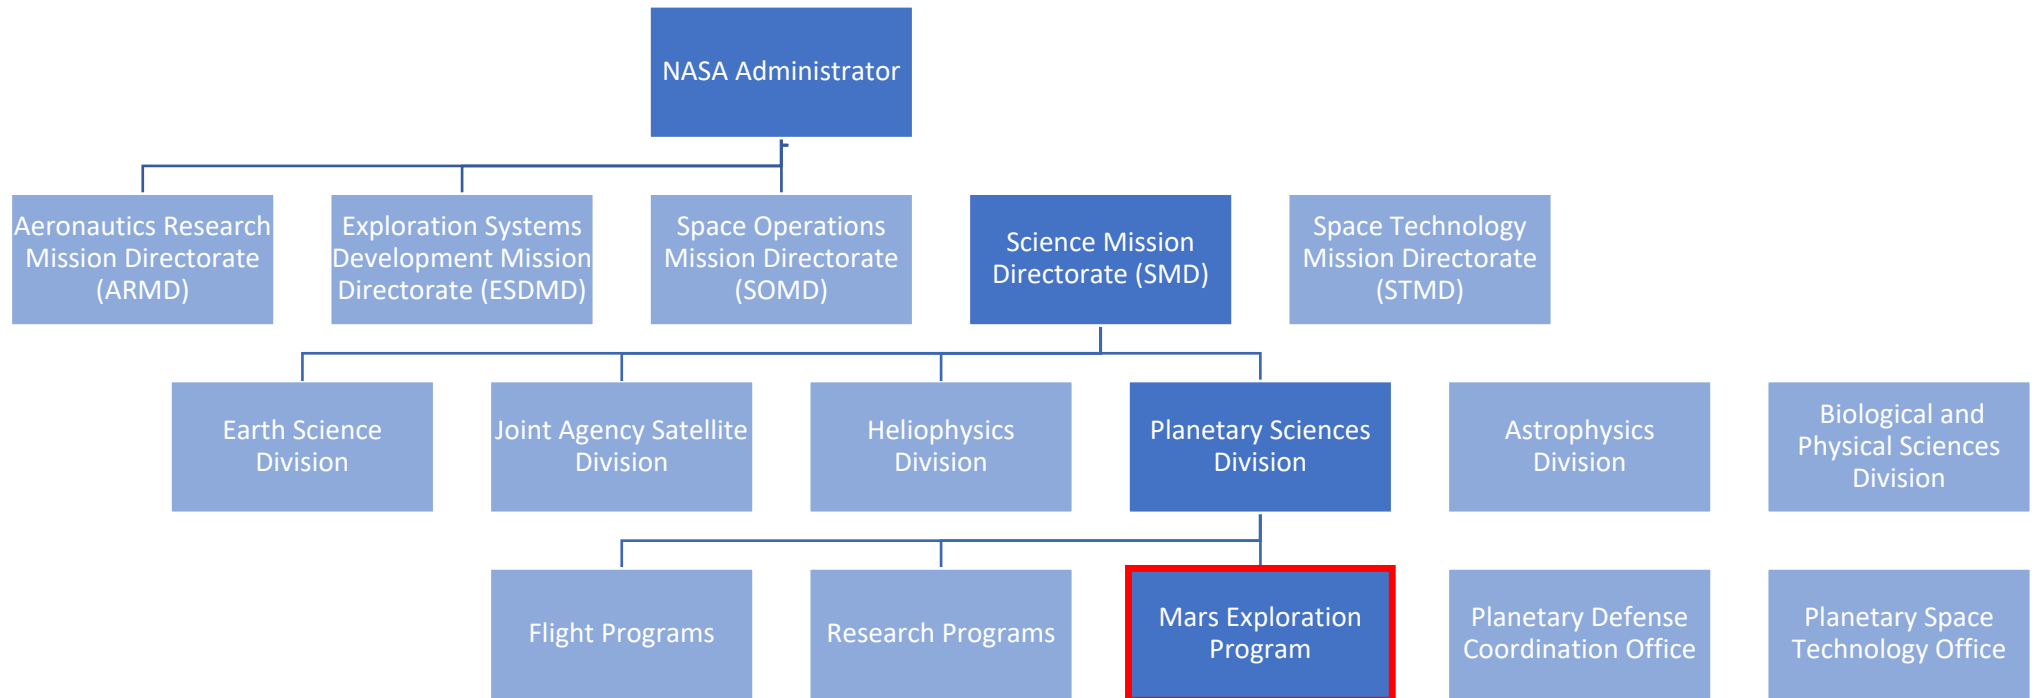 NASA Administrator
Aeronautics Research
Mission Directorate
(ARMD)
Exploration Systems
Development Mission
Directorate (ESDMD)
Space Operations
Mission Directorate
(SOMD)
Science Mission
Directorate (SMD)
Space Technology
Mission Directorate
(STMD)
Earth Science
Division
Joint Agency Satellite
Division
Heliophysics
Division
Planetary Sciences
Division
Astrophysics
Division
Biological and
Physical Sciences
Division
Flight Programs
Research Programs
Mars Exploration
Program
Planetary Defense
Coordination Office
Planetary Space
Technology Office